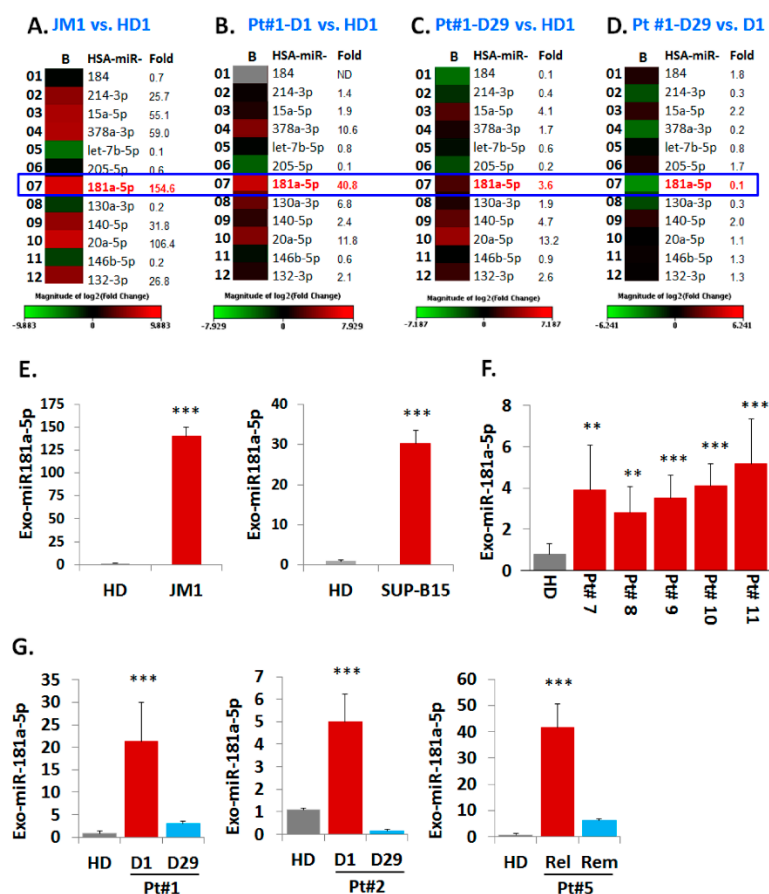 A. JM1 vs. HD1
B HSA-miR- Fold
01 184 0.7
02 214-3p 25.7
03 15a-5p 55.1
04 378a-3p 59.0
05 let-7b-5p 0.1
06 205-5p 0.6
07 181a-5p 154.6
08 130a-3p 0.2
09 140-5p 31.8
10 20a-5p 106.4
11 146b-5p 0.2
12 132-3p 26.8
Magnitude of log2(Fold Change)
-9.883 0 9.883
B. Pt#1-D1 vs. HD1
B HSA-miR- Fold
01 184 ND
02 214-3p 1.4
03 15a-5p 1.9
04 378a-3p 10.6
05 let-7b-5p 0.8
06 205-5p 0.1
07 181a-5p 40.8
08 130a-3p 6.8
09 140-5p 2.4
10 20a-5p 11.8
11 146b-5p 0.6
12 132-3p 2.1
Magnitude of log2(Fold Change)
-7.929 0 7.929
C. Pt#1-D29 vs. HD1
B HSA-miR- Fold
01 184 0.1
02 214-3p 0.4
03 15a-5p 4.1
04 378a-3p 1.7
05 let-7b-5p 0.6
06 205-5p 0.2
07 181a-5p 3.6
08 130a-3p 1.9
09 140-5p 4.7
10 20a-5p 13.2
11 146b-5p 0.9
12 132-3p 2.6
Magnitude of log2(Fold Change)
-7.187 0 7.187
D. Pt #1-D29 vs. D1
B HSA-miR- Fold
01 184 1.8
02 214-3p 0.3
03 15a-5p 2.2
04 378a-3p 0.2
05 let-7b-5p 0.8
06 205-5p 1.7
07 181a-5p 0.1
08 130a-3p 0.3
09 140-5p 2.0
10 20a-5p 1.1
11 146b-5p 1.3
12 132-3p 1.3
Magnitude of log2(Fold Change)
-6.241 0 6.241
E.
Exo-miR181a-5p
175
150
125
100
75
50
25
0
***
HD JM1
Exo-miR-181a-5p
40
30
20
10
0
***
HD SUP-B15
F.
Exo-miR-181a-5p
8
6
4
2
0
** ** *** *** ***
HD Pt# 7 Pt# 8 Pt# 9 Pt# 10 Pt# 11
G.
Exo-miR-181a-5p
35
30
25
20
15
10
5
0
***
HD D1 D29
Pt#1
Exo-miR-181a-5p
7
6
5
4
3
2
1
0
***
HD D1 D29
Pt#2
Exo-miR-181a-5p
60
50
40
30
20
10
0
***
HD Rel Rem
Pt#5